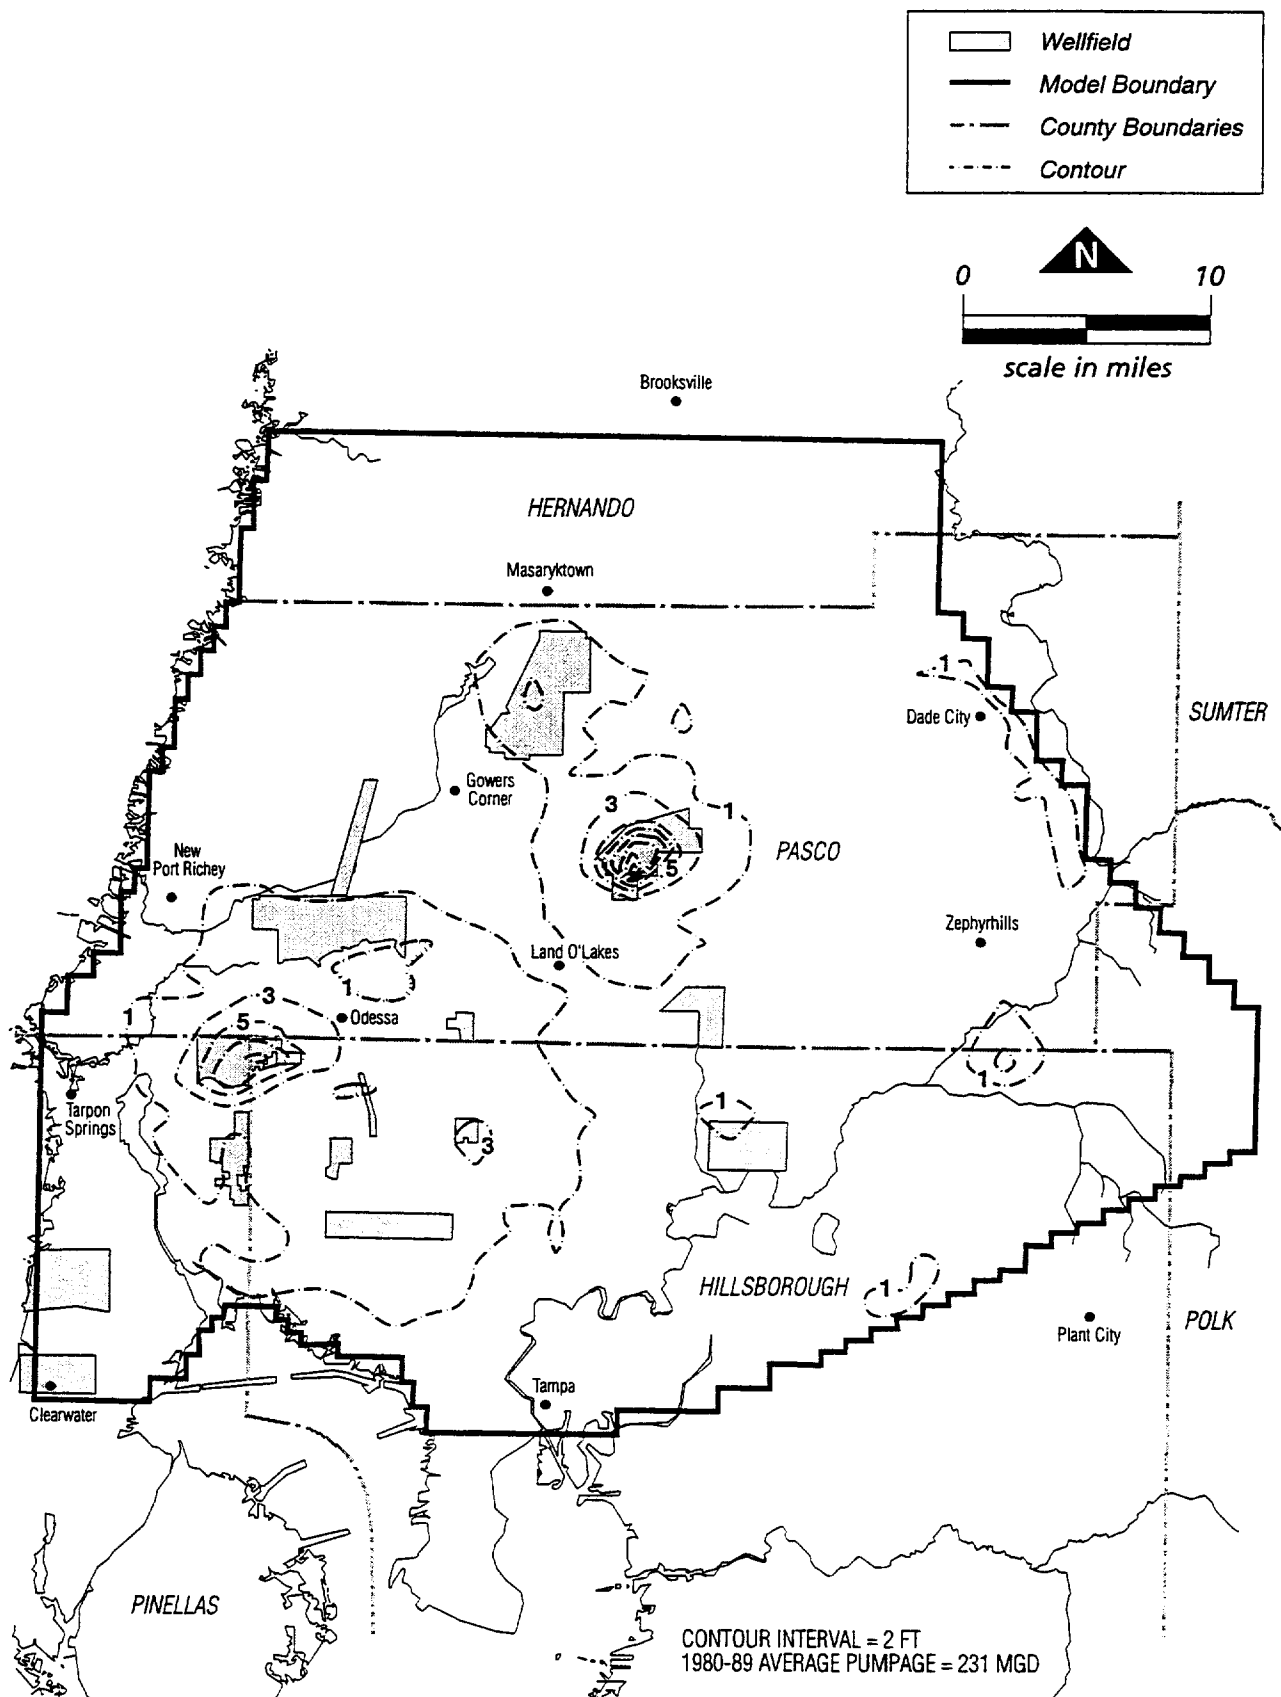 Wellfield
Model Boundary
County Boundaries
Contour
N
0 10
scale in miles
Brooksville
HERNANDO
Masaryktown
1
Dade City
SUMTER
Gowers
Corner
3
1
PASCO
5
New
Port Richey
Zephyrhills
Land O'Lakes
1
3
1
Odessa
5
1
Tarpon
Springs
1
3
HILLSBOROUGH
1
Plant City
POLK
Tampa
Clearwater
PINELLAS
CONTOUR INTERVAL = 2 FT
1980-89 AVERAGE PUMPAGE = 231 MGD